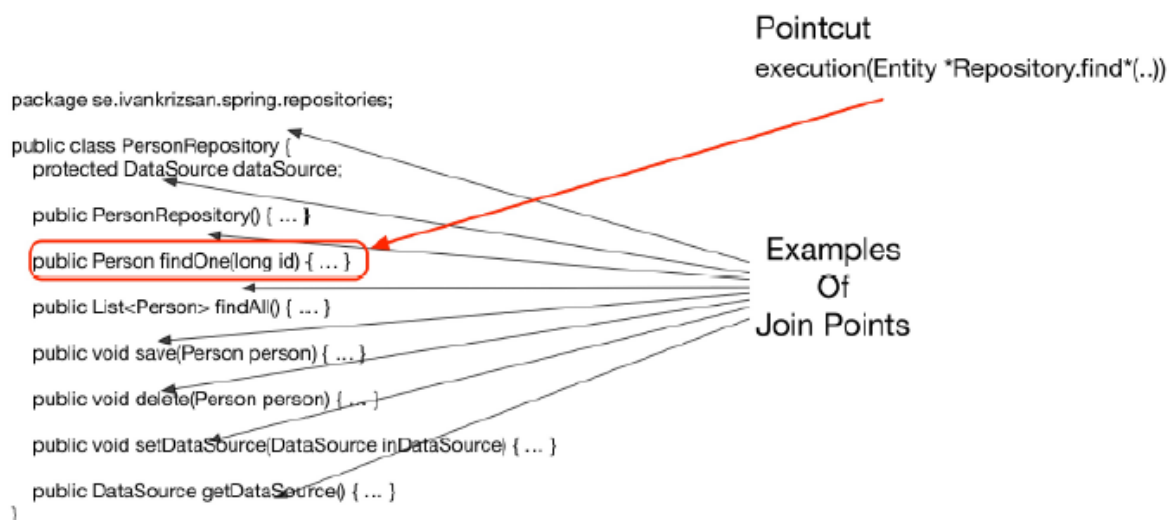 Pointcut
execution(Entity *Repository.find*(..))
package se.ivankrizsan.spring.repositories;
public class PersonRepository {
protected DataSource dataSource;
public PersonRepository() { ... }
public Person findOne(long id) { ... }
public List<Person> findAll() { ... }
public void save(Person person) { ... }
public void delete(Person person) { ... }
public void setDataSource(DataSource inDataSource) { ... }
public DataSource getDataSource() { ... }
}
Examples
Of
Join Points